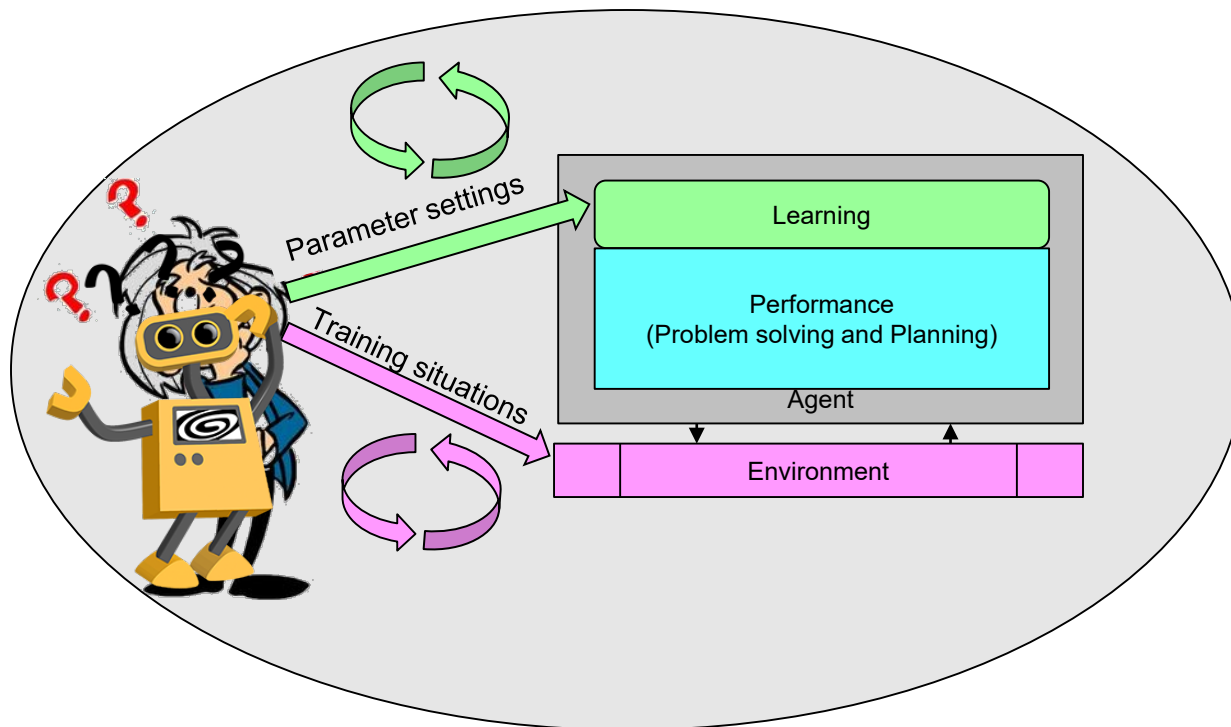 Parameter settings
Learning
Performance
(Problem solving and Planning)
Training situations
Agent
Environment